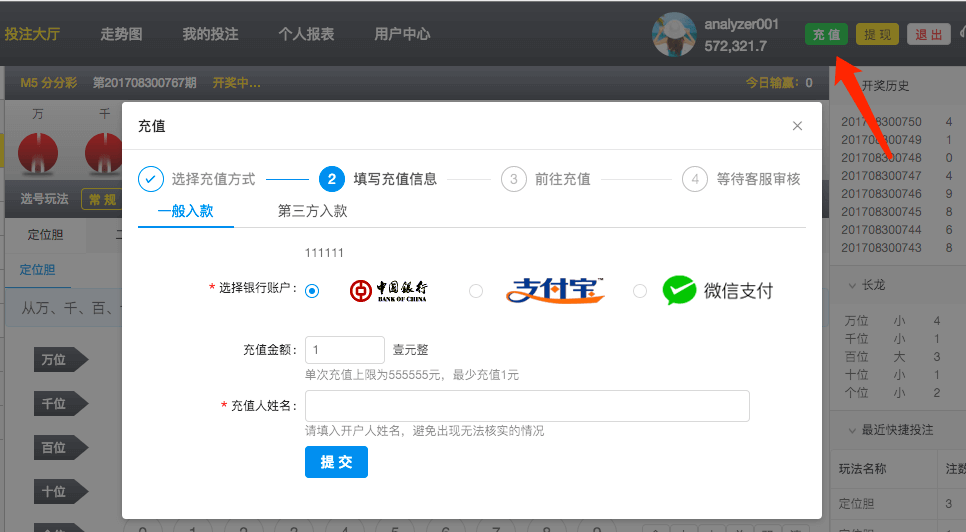 投注大厅 走势图 我的投注 个人报表 用户中心 analyzer001 充 值 提 现 退 出
572,321.7
M5 分分彩 第201708300767期 开奖中... 今日输赢: 0 开奖历史
万 千
充值
201708300750 4
201708300749 1
201708300748 0
201708300747 4
201708300746 9
201708300745 8
201708300744 6
201708300743 8
选择充值方式 2 填写充值信息 3 前往充值 4 等待客服审核
选号玩法 常 规
一般入款 第三方入款
定位胆 二
定位胆
111111
* 选择银行账户: 中国银行 BANK OF CHINA 支付宝 微信支付
从万、千、百、十
长龙
万位 小 4
千位 小 1
百位 大 3
十位 小 1
个位 小 2
充值金额: 1 壹元整
单次充值上限为555555元，最少充值1元
* 充值人姓名:
请填入开户人姓名，避免出现无法核实的情况
提 交
万位
千位
百位
十位
最近快捷投注
玩法名称 注数
定位胆 3